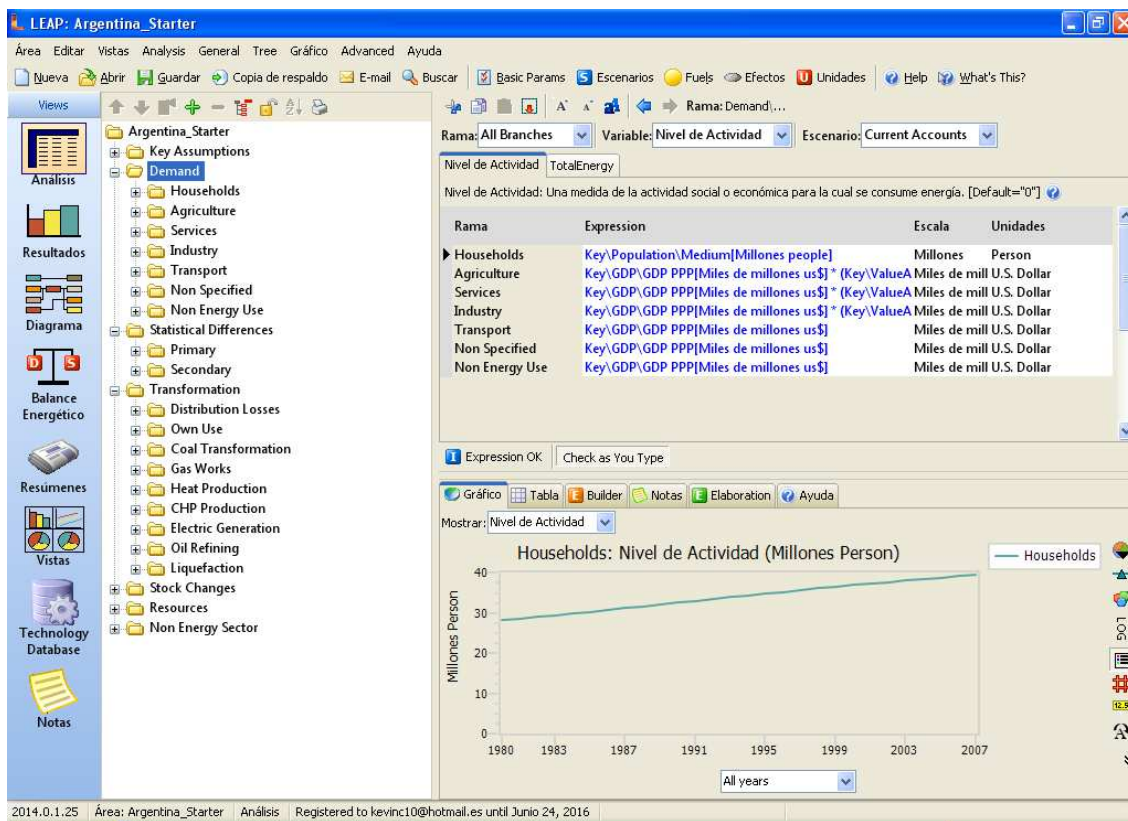 LEAP: Argentina_Starter
Área Editar Vistas Analysis General Tree Gráfico Advanced Ayuda
Nueva Abrir Guardar Copia de respaldo E-mail Buscar Basic Params Escenarios Fuels Efectos Unidades Help What's This?
Views
Análisis
Resultados
Diagrama
Balance
Energético
Resúmenes
Vistas
Technology
Database
Notas
Argentina_Starter
Key Assumptions
Demand
Households
Agriculture
Services
Industry
Transport
Non Specified
Non Energy Use
Statistical Differences
Primary
Secondary
Transformation
Distribution Losses
Own Use
Coal Transformation
Gas Works
Heat Production
CHP Production
Electric Generation
Oil Refining
Liquefaction
Stock Changes
Resources
Non Energy Sector
Rama: Demand\...
Rama: All Branches Variable: Nivel de Actividad Escenario: Current Accounts
Nivel de Actividad TotalEnergy
Nivel de Actividad: Una medida de la actividad social o económica para la cual se consume energía. [Default="0"]
Rama Expression Escala Unidades
Households Key\Population\Medium[Millones people] Millones Person
Agriculture Key\GDP\GDP PPP[Miles de millones us$] * (Key\ValueA Miles de mill U.S. Dollar
Services Key\GDP\GDP PPP[Miles de millones us$] * (Key\ValueA Miles de mill U.S. Dollar
Industry Key\GDP\GDP PPP[Miles de millones us$] * (Key\ValueA Miles de mill U.S. Dollar
Transport Key\GDP\GDP PPP[Miles de millones us$] Miles de mill U.S. Dollar
Non Specified Key\GDP\GDP PPP[Miles de millones us$] Miles de mill U.S. Dollar
Non Energy Use Key\GDP\GDP PPP[Miles de millones us$] Miles de mill U.S. Dollar
Expression OK Check as You Type
Gráfico Tabla Builder Notas Elaboration Ayuda
Mostrar: Nivel de Actividad
Households: Nivel de Actividad (Millones Person)
Households
Millones Person
40
30
20
10
0
1980 1983 1987 1991 1995 1999 2003 2007
LOG
12.5
All years
2014.0.1.25 Área: Argentina_Starter Análisis Registered to kevinc10@hotmail.es until Junio 24, 2016